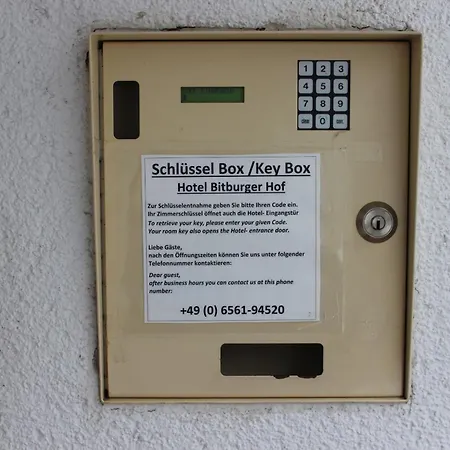 1 2 3
4 5 6
7 8 9
clear 0
Schlüssel Box /Key Box
Hotel Bitburger Hof
Zur Schlüsselentnahme geben Sie bitte Ihren Code ein.
Ihr Zimmerschlüssel öffnet auch die Hotel- Eingangstür
To retrieve your key, please enter your given Code.
Your room key also opens the Hotel- entrance door.
Liebe Gäste,
nach den Öffnungszeiten können Sie uns unter folgender
Telefonnummer kontaktieren:
Dear guest,
after business hours you can contact us at this phone
number:
+49 (0) 6561-94520